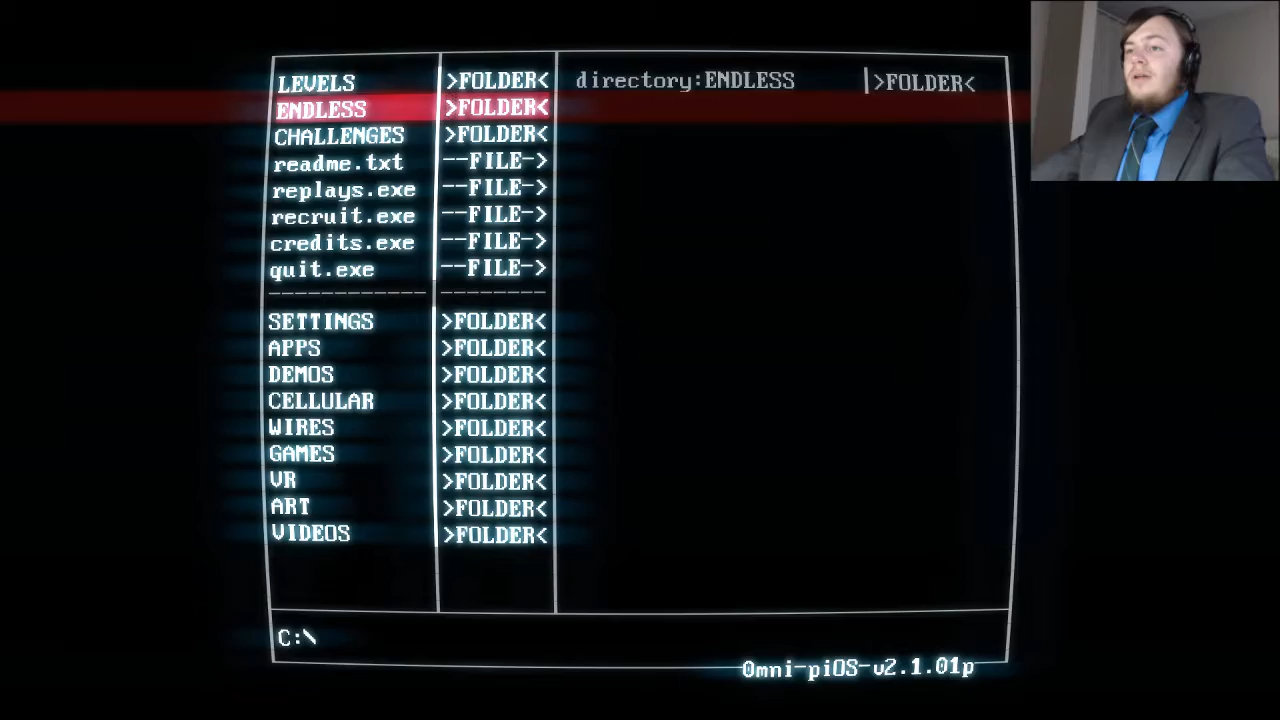 LEVELS >FOLDER< directory:ENDLESS >FOLDER<
ENDLESS >FOLDER<
CHALLENGES >FOLDER<
readme.txt --FILE->
replays.exe --FILE->
recruit.exe --FILE->
credits.exe --FILE->
quit.exe --FILE->
SETTINGS >FOLDER<
APPS >FOLDER<
DEMOS >FOLDER<
CELLULAR >FOLDER<
WIRES >FOLDER<
GAMES >FOLDER<
VR >FOLDER<
ART >FOLDER<
VIDEOS >FOLDER<
C:\
Omni-piOS-v2.1.01p